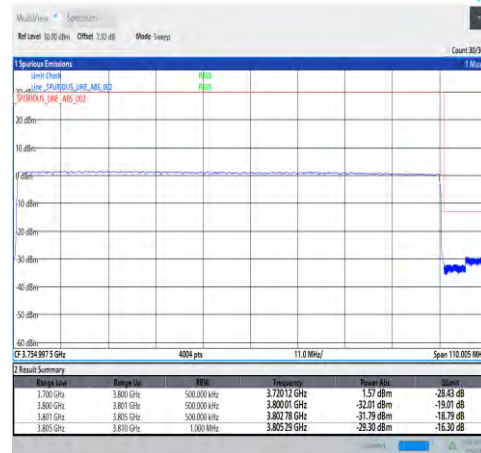 MultiView Spectrum
Ref Level 30.00 dBm Offset 7.92 dB Mode Sweep
Count 30/30
1 Spurious Emissions
Limit Check PASS
Line _SPURIOUS_LINE_ABS_002 PASS
_SPURIOUS_LINE_ABS_002
20 dBm
10 dBm
0 dBm
-10 dBm
-20 dBm
-30 dBm
-40 dBm
-50 dBm
-60 dBm
CF 3.7549975 GHz 4004 pts 11.0 MHz/ Span 110.005 MHz
2 Result Summary
Range Low Range Up RBW Frequency Power Abs ΔLimit
3.700 GHz 3.800 GHz 500.000 kHz 3.72012 GHz 1.57 dBm -28.43 dB
3.800 GHz 3.801 GHz 500.000 kHz 3.80001 GHz -32.01 dBm -19.01 dB
3.801 GHz 3.805 GHz 500.000 kHz 3.80278 GHz -31.79 dBm -18.79 dB
3.805 GHz 3.810 GHz 1.000 MHz 3.80529 GHz -29.30 dBm -16.30 dB